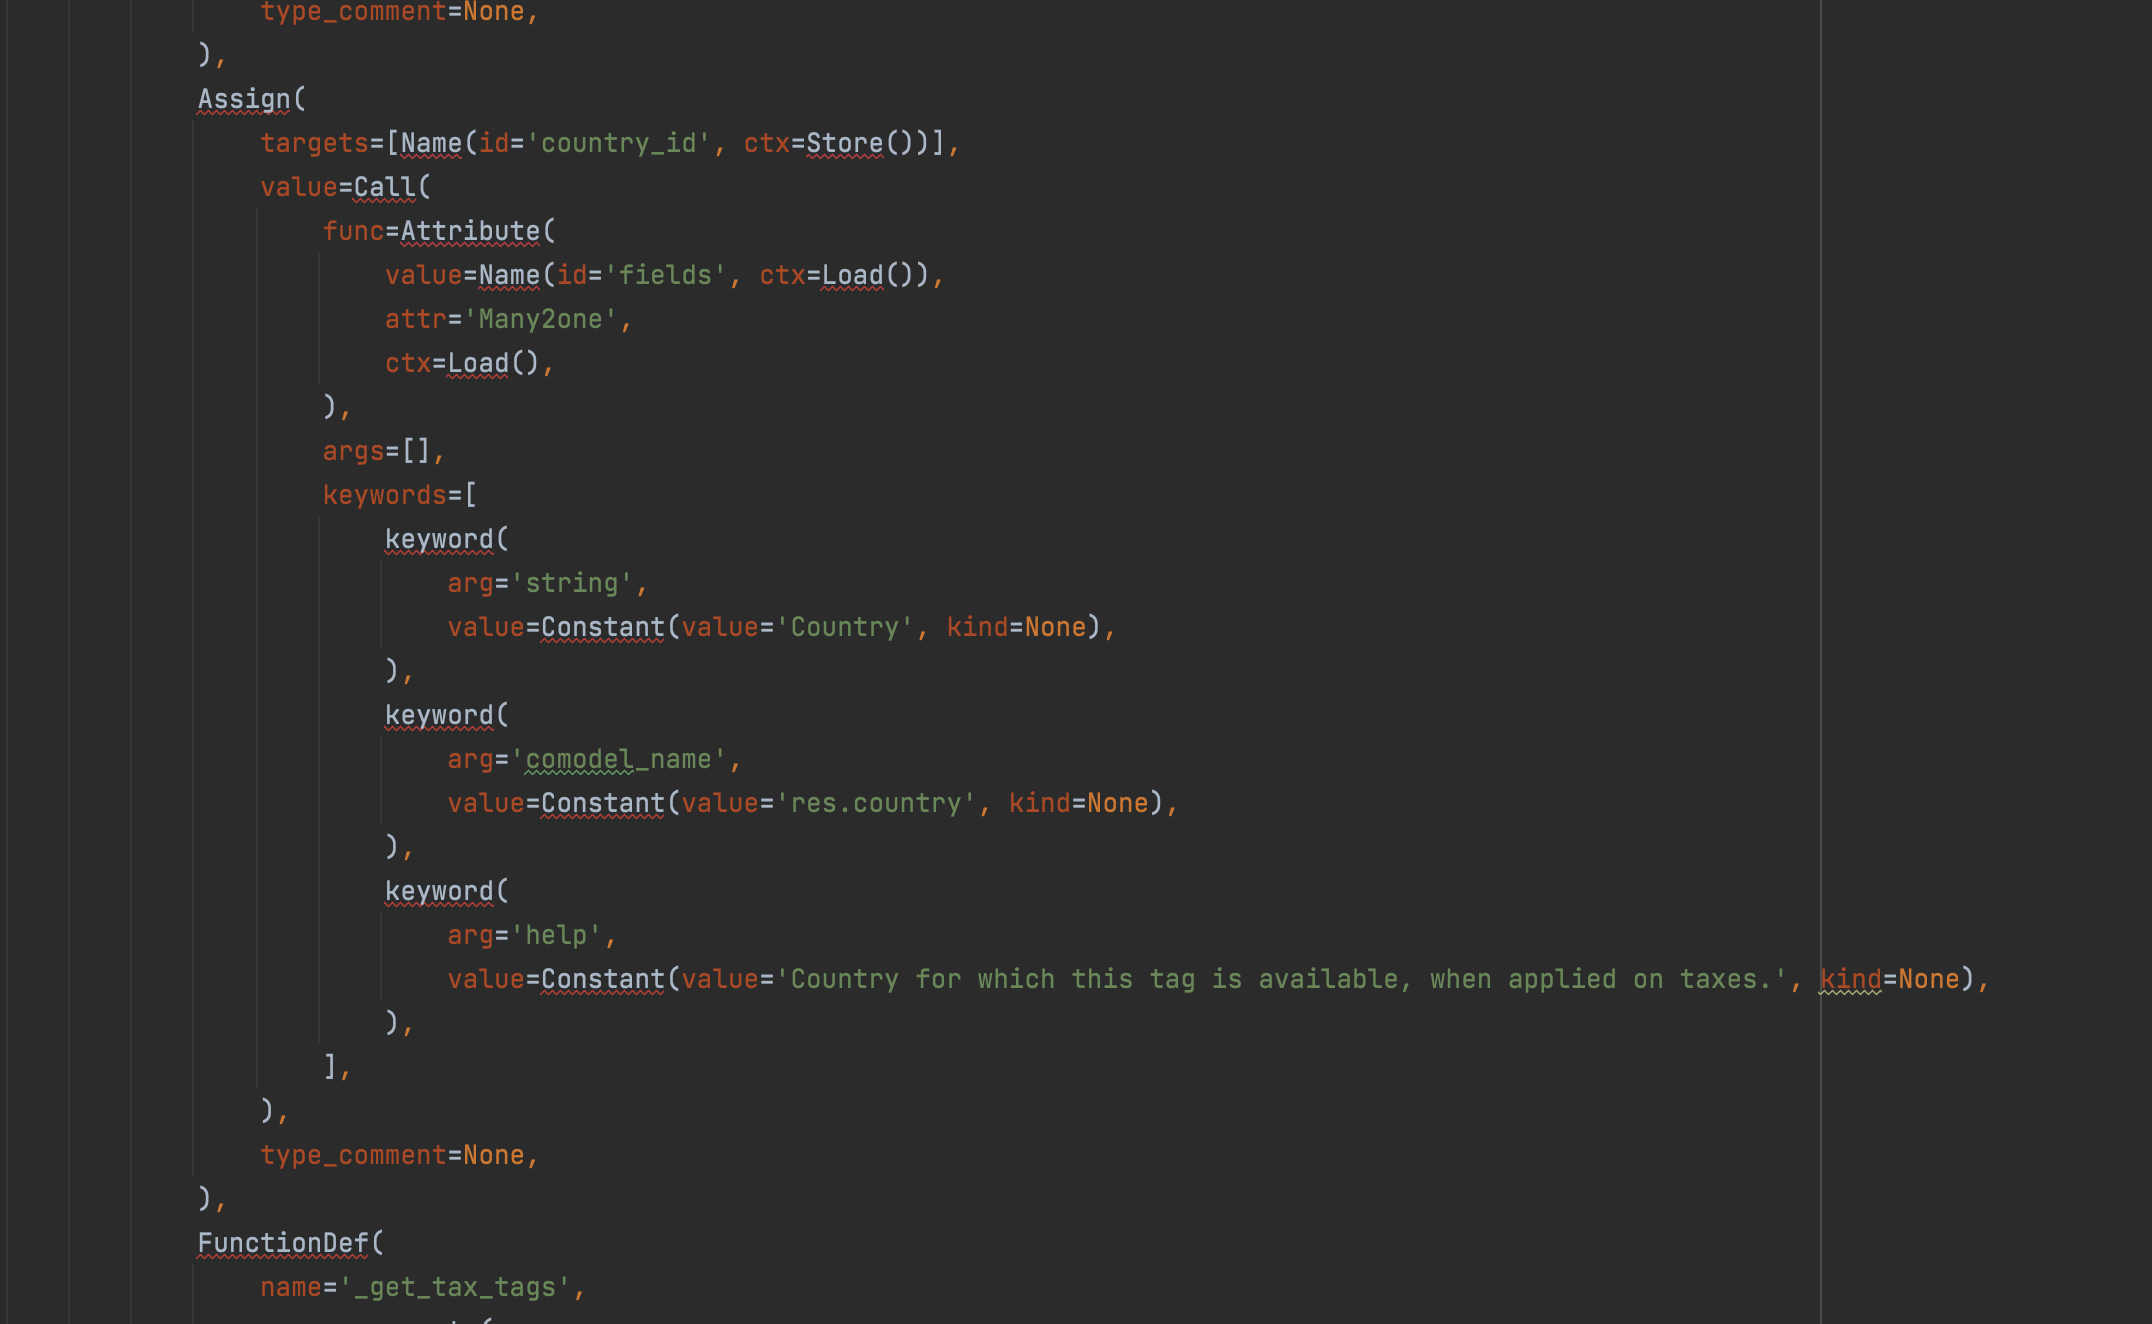 type_comment=None,
),
Assign(
targets=[Name(id='country_id', ctx=Store())],
value=Call(
func=Attribute(
value=Name(id='fields', ctx=Load()),
attr='Many2one',
ctx=Load(),
),
args=[],
keywords=[
keyword(
arg='string',
value=Constant(value='Country', kind=None),
),
keyword(
arg='comodel_name',
value=Constant(value='res.country', kind=None),
),
keyword(
arg='help',
value=Constant(value='Country for which this tag is available, when applied on taxes.', kind=None),
),
],
),
type_comment=None,
),
FunctionDef(
name='_get_tax_tags',